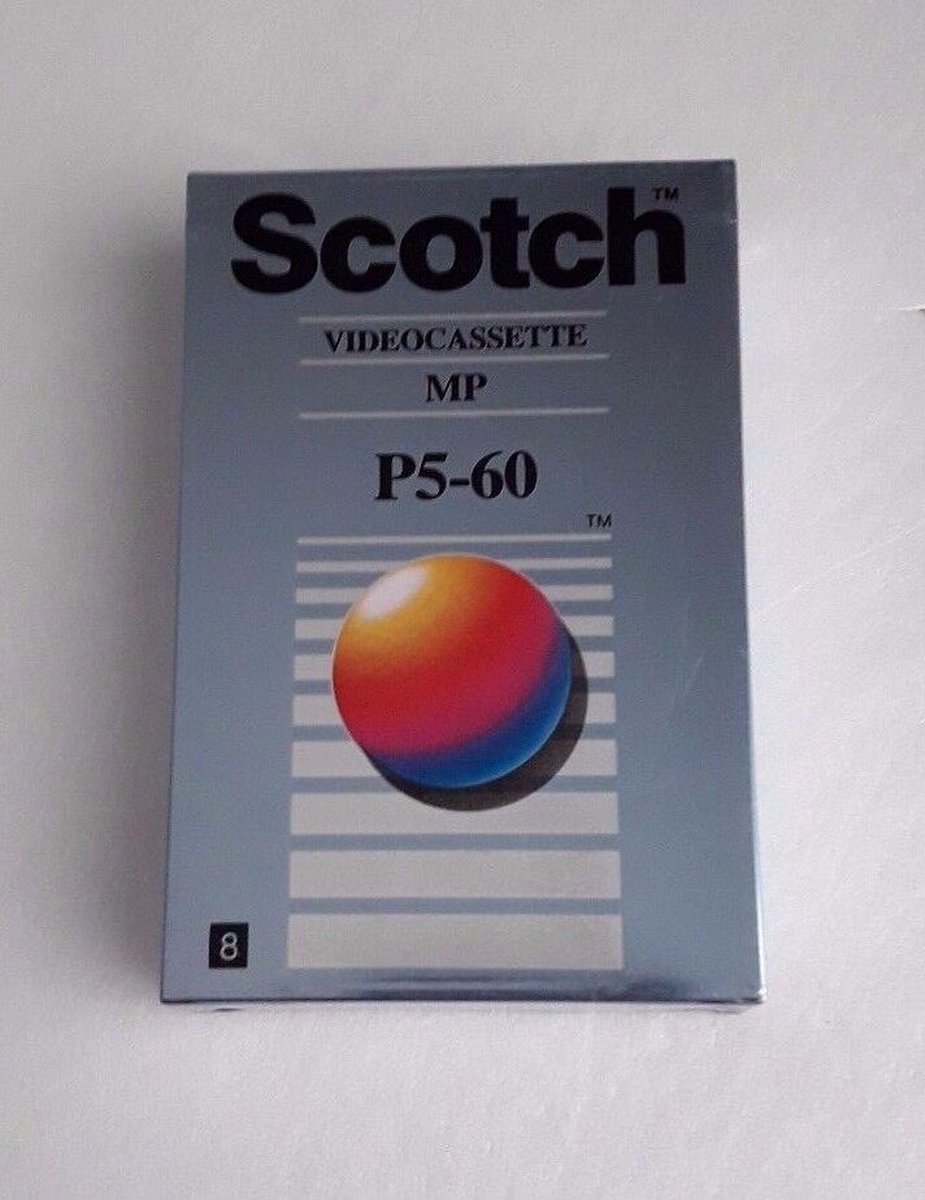 Scotch™
VIDEOCASSETTE
MP
P5-60
™
8